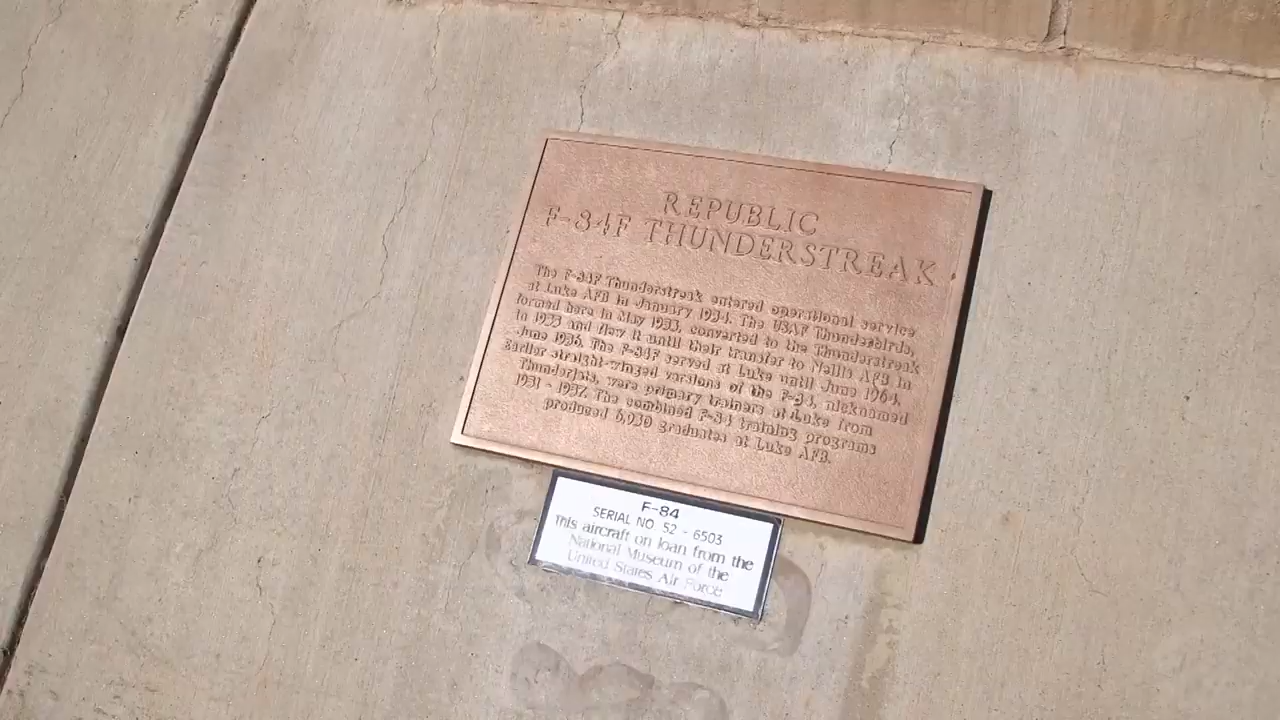 REPUBLIC
F-84F THUNDERSTREAK
The F-84F Thunderstreak entered operational service
at Luke AFB in January 1954. The USAF Thunderbirds,
formed here in May 1953, converted to the Thunderstreak
in 1955 and flew it until their transfer to Nellis AFB in
June 1956. The F-84F served at Luke until June 1964.
Earlier straight-winged versions of the F-84, nicknamed
Thunderjets, were primary trainers at Luke from
1951 - 1957. The combined F-84 training programs
produced 6,930 graduates at Luke AFB.
F-84
SERIAL NO 52 - 6503
This aircraft on loan from the
National Museum of the
United States Air Force